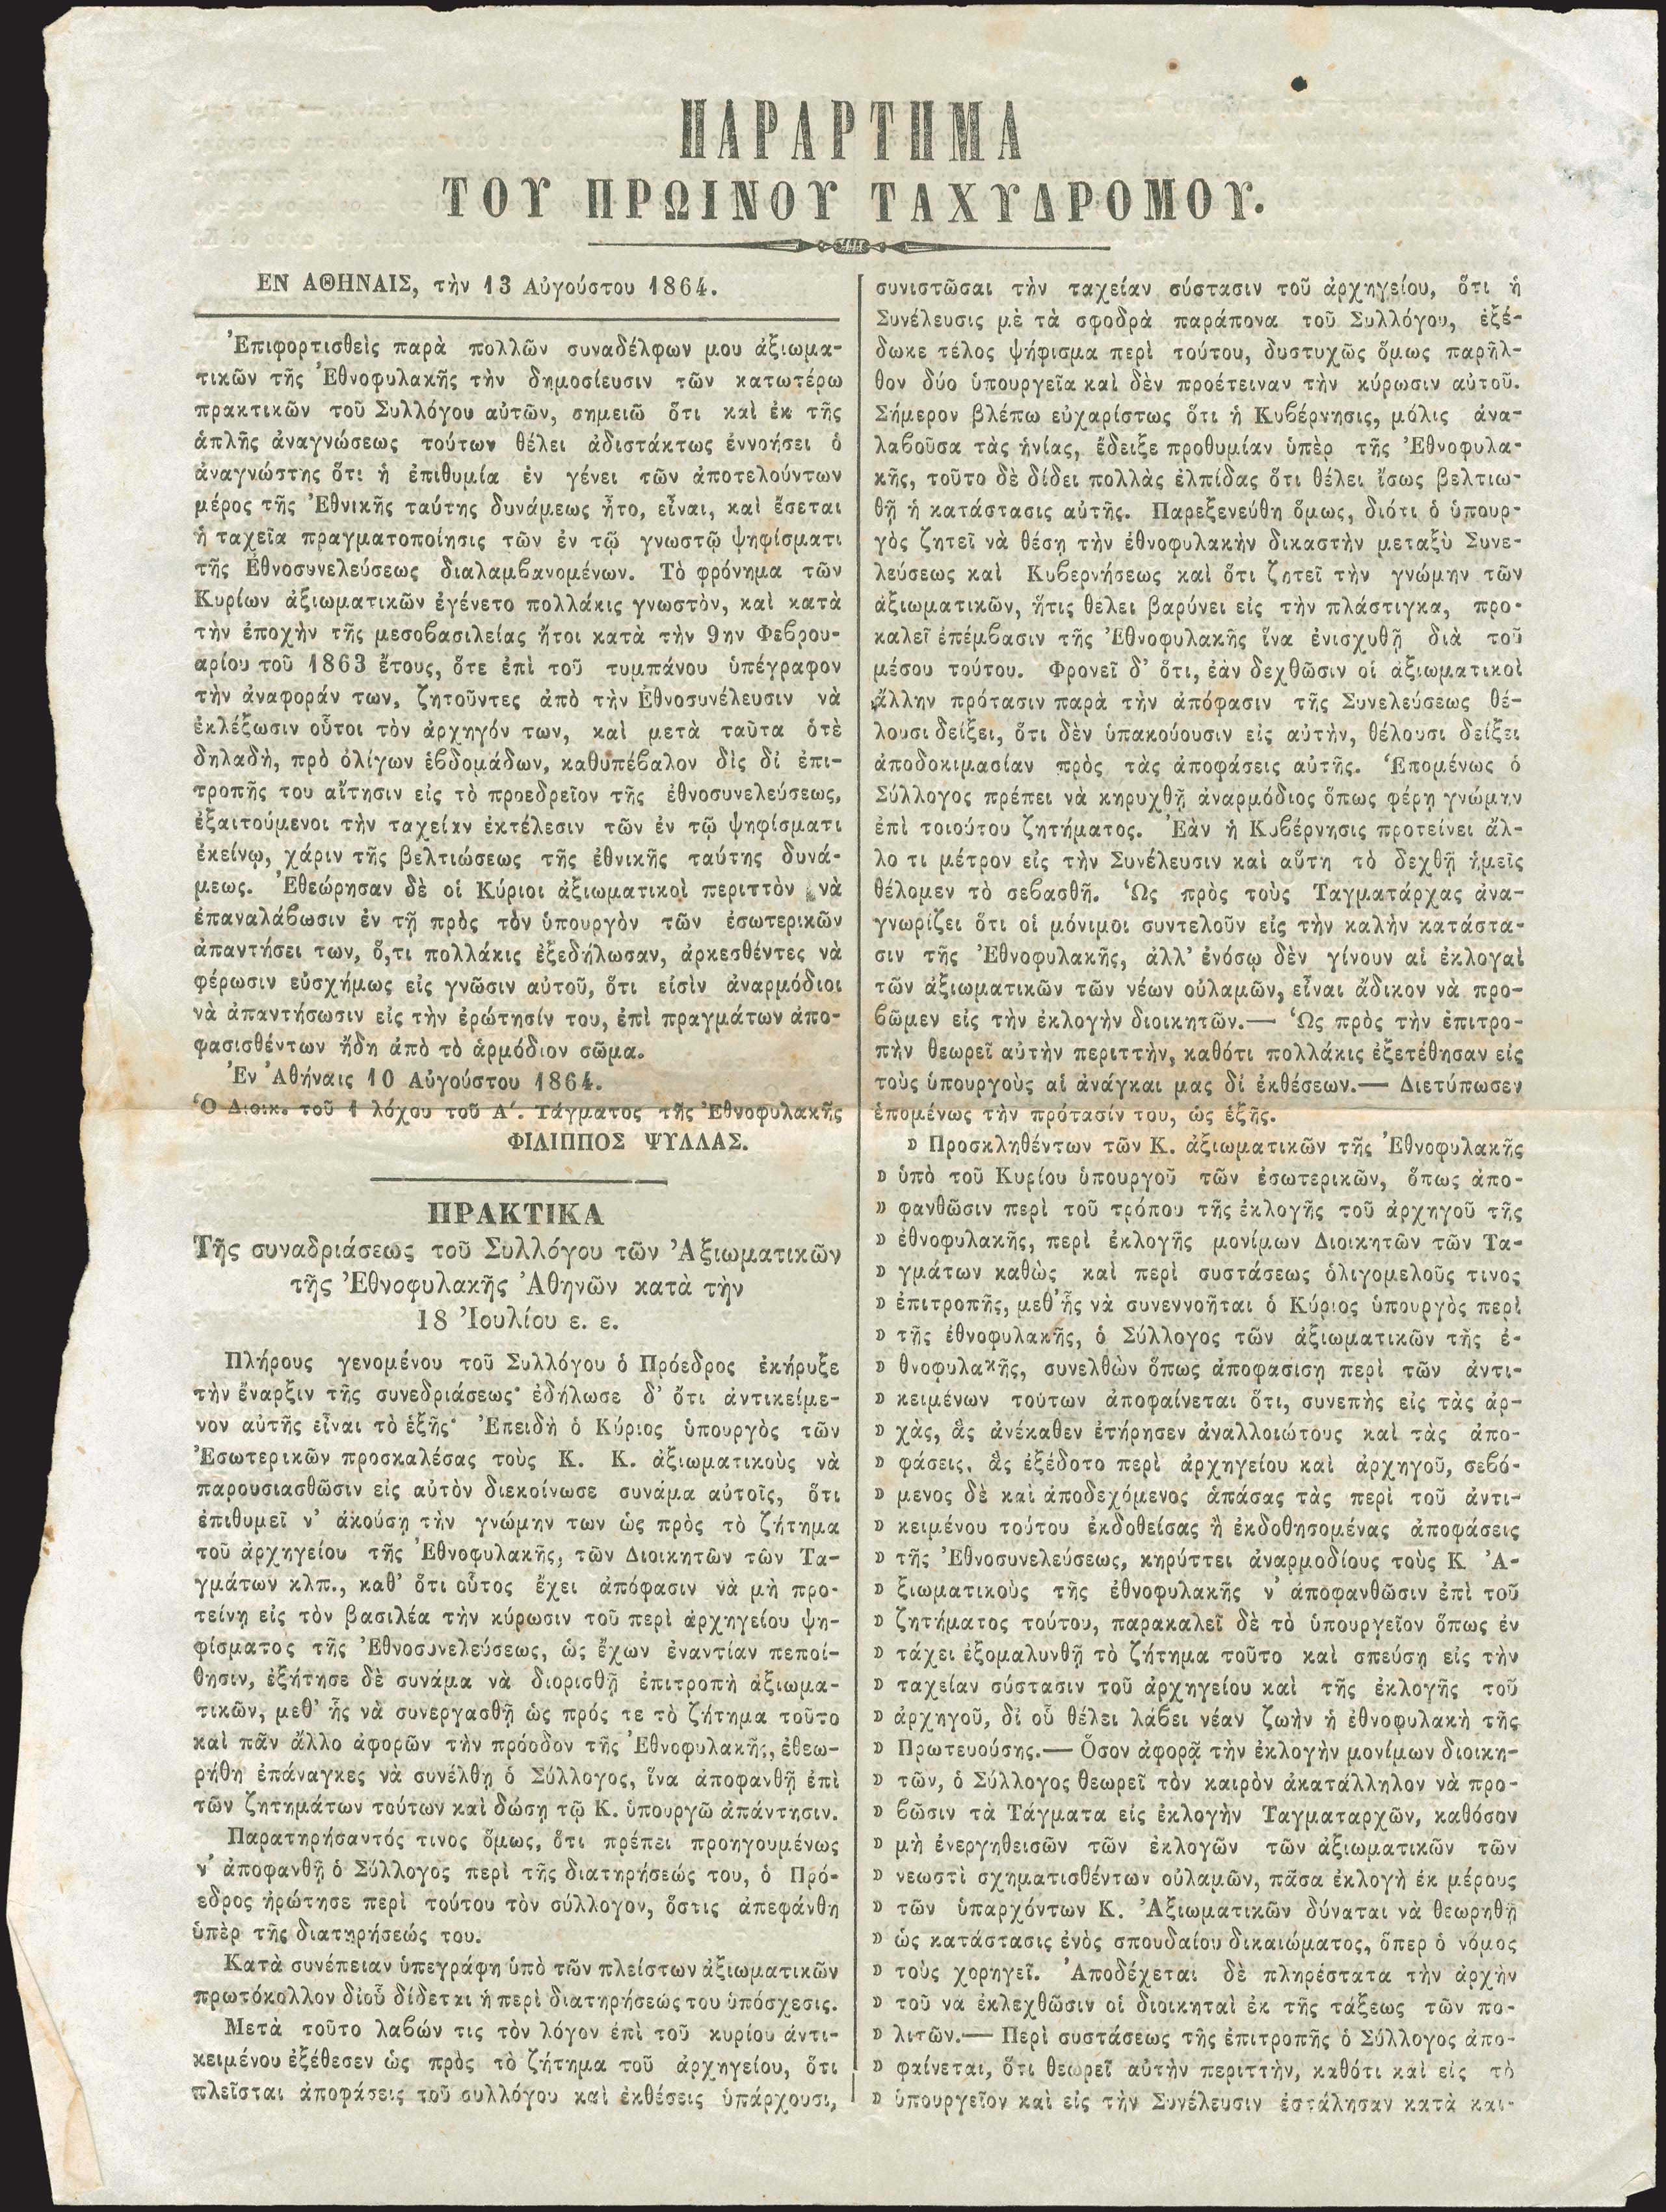 ΠΑΡΑΡΤΗΜΑ
ΤΟΥ ΠΡΩΙΝΟΥ ΤΑΧΥΔΡΟΜΟΥ.
ΕΝ ΑΘΗΝΑΙΣ, τὴν 13 Αὐγούστου 1864.
Ἐπιφορτισθεὶς παρὰ πολλῶν συναδέλφων μου ἀξιωμα-
τικῶν τῆς Ἐθνοφυλακῆς τὴν δημοσίευσιν τῶν κατωτέρω
πρακτικῶν τοῦ Συλλόγου αὐτῶν, σημειῶ ὅτι καὶ ἐκ τῆς
ἁπλῆς ἀναγνώσεως τούτων θέλει ἀδιστάκτως ἐννοήσει ὁ
ἀναγνώστης ὅτι ἡ ἐπιθυμία ἐν γένει τῶν ἀποτελούντων
μέρος τῆς Ἐθνικῆς ταύτης δυνάμεως ἦτο, εἶναι, καὶ ἔσεται
ἡ ταχεῖα πραγματοποίησις τῶν ἐν τῷ γνωστῷ ψηφίσματι
τῆς Ἐθνοσυνελεύσεως διαλαμβανομένων. Τὸ φρόνημα τῶν
Κυρίων ἀξιωματικῶν ἐγένετο πολλάκις γνωστὸν, καὶ κατὰ
τὴν ἐποχὴν τῆς μεσοβασιλείας ἤτοι κατὰ τὴν 9ην Φεβρου-
αρίου τοῦ 1863 ἔτους, ὅτε ἐπὶ τοῦ τυμπάνου ὑπέγραφον
τὴν ἀναφοράν των, ζητοῦντες ἀπὸ τὴν Ἐθνοσυνέλευσιν νὰ
ἐκλέξωσιν οὗτοι τὸν ἀρχηγόν των, καὶ μετὰ ταῦτα ὁτὲ
δηλαδὴ, πρὸ ὀλίγων ἑβδομάδων, καθυπέβαλον δὶς δἰ ἐπι-
τροπῆς του αἴτησιν εἰς τὸ προεδρεῖον τῆς ἐθνοσυνελεύσεως,
ἐξαιτούμενοι τὴν ταχεῖαν ἐκτέλεσιν τῶν ἐν τῷ ψηφίσματι
ἐκείνῳ, χάριν τῆς βελτιώσεως τῆς ἐθνικῆς ταύτης δυνά-
μεως. Ἐθεώρησαν δὲ οἱ Κύριοι ἀξιωματικοὶ περιττὸν νὰ
ἐπαναλάβωσιν ἐν τῇ πρὸς τὸν ὑπουργὸν τῶν ἐσωτερικῶν
ἀπαντήσει των, ὅ,τι πολλάκις ἐξεδήλωσαν, ἀρκεσθέντες νὰ
φέρωσιν εὐσχήμως εἰς γνῶσιν αὐτοῦ, ὅτι εἰσὶν ἀναρμόδιοι
νὰ ἀπαντήσωσιν εἰς τὴν ἐρώτησίν του, ἐπὶ πραγμάτων ἀπο-
φασισθέντων ἤδη ἀπὸ τὸ ἁρμόδιον σῶμα.
Ἐν Ἀθήναις 10 Αὐγούστου 1864.
Ὁ Διοικ. τοῦ 1 λόχου τοῦ Α΄. Τάγματος τῆς Ἐθνοφυλακῆς
ΦΙΛΙΠΠΟΣ ΨΥΛΛΑΣ.
ΠΡΑΚΤΙΚΑ
Τῆς συναδριάσεως τοῦ Συλλόγου τῶν Ἀξιωματικῶν
τῆς Ἐθνοφυλακῆς Ἀθηνῶν κατὰ τὴν
18 Ἰουλίου ε. ε.
Πλήρους γενομένου τοῦ Συλλόγου ὁ Πρόεδρος ἐκήρυξε
τὴν ἔναρξιν τῆς συνεδριάσεως· ἐδήλωσε δ' ὅτι ἀντικείμε-
νον αὐτῆς εἶναι τὸ ἑξῆς· Ἐπειδὴ ὁ Κύριος ὑπουργὸς τῶν
Ἐσωτερικῶν προσκαλέσας τοὺς Κ. Κ. ἀξιωματικοὺς νὰ
παρουσιασθῶσιν εἰς αὐτὸν διεκοίνωσε συνάμα αὐτοῖς, ὅτι
ἐπιθυμεῖ ν' ἀκούσῃ τὴν γνώμην των ὡς πρὸς τὸ ζήτημα
τοῦ ἀρχηγείου τῆς Ἐθνοφυλακῆς, τῶν Διοικητῶν τῶν Τα-
γμάτων κλπ., καθ' ὅτι οὗτος ἔχει ἀπόφασιν νὰ μὴ προ-
τείνῃ εἰς τὸν βασιλέα τὴν κύρωσιν τοῦ περὶ ἀρχηγείου ψη-
φίσματος τῆς Ἐθνοσυνελεύσεως, ὡς ἔχων ἐναντίαν πεποί-
θησιν, ἐξήτησε δὲ συνάμα νὰ διορισθῇ ἐπιτροπὴ ἀξιωμα-
τικῶν, μεθ' ἧς νὰ συνεργασθῇ ὡς πρός τε τὸ ζήτημα τοῦτο
καὶ πᾶν ἄλλο ἀφορῶν τὴν πρόοδον τῆς Ἐθνοφυλακῆς, ἐθεω-
ρήθη ἐπάναγκες νὰ συνέλθῃ ὁ Σύλλογος, ἵνα ἀποφανθῇ ἐπὶ
τῶν ζητημάτων τούτων καὶ δώσῃ τῷ Κ. ὑπουργῶ ἀπάντησιν.
Παρατηρήσαντός τινος ὅμως, ὅτι πρέπει προηγουμένως
ν' ἀποφανθῇ ὁ Σύλλογος περὶ τῆς διατηρήσεώς του, ὁ Πρό-
εδρος ἠρώτησε περὶ τούτου τὸν σύλλογον, ὅστις ἀπεφάνθη
ὑπὲρ τῆς διατηρήσεώς του.
Κατὰ συνέπειαν ὑπεγράφη ὑπὸ τῶν πλείστων ἀξιωματικῶν
πρωτόκολλον δἰοὗ δίδεται ἡ περὶ διατηρήσεώς του ὑπόσχεσις.
Μετὰ τοῦτο λαβών τις τὸν λόγον ἐπὶ τοῦ κυρίου ἀντι-
κειμένου ἐξέθεσεν ὡς πρὸς τὸ ζήτημα τοῦ ἀρχηγείου, ὅτι
πλεῖσται ἀποφάσεις τοῦ συλλόγου καὶ ἐκθέσεις ὑπάρχουσι,
συνιστῶσαι τὴν ταχείαν σύστασιν τοῦ ἀρχηγείου, ὅτι ἡ
Συνέλευσις μὲ τὰ σφοδρὰ παράπονα τοῦ Συλλόγου, ἐξέ-
δωκε τέλος ψήφισμα περὶ τούτου, δυστυχῶς ὅμως παρῆλ-
θον δύο ὑπουργεῖα καὶ δὲν προέτειναν τὴν κύρωσιν αὐτοῦ.
Σήμερον βλέπω εὐχαρίστως ὅτι ἡ Κυβέρνησις, μόλις ἀνα-
λαβοῦσα τὰς ἡνίας, ἔδειξε προθυμίαν ὑπὲρ τῆς Ἐθνοφυλα-
κῆς, τοῦτο δὲ δίδει πολλὰς ἐλπίδας ὅτι θέλει ἴσως βελτιω-
θῇ ἡ κατάστασις αὐτῆς. Παρεξενεύθη ὅμως, διότι ὁ ὑπουρ-
γὸς ζητεῖ νὰ θέσῃ τὴν ἐθνοφυλακὴν δικαστὴν μεταξὺ Συνε-
λεύσεως καὶ Κυβερνήσεως καὶ ὅτι ζητεῖ τὴν γνώμην τῶν
ἀξιωματικῶν, ἥτις θέλει βαρύνει εἰς τὴν πλάστιγκα, προ-
καλεῖ ἐπέμβασιν τῆς Ἐθνοφυλακῆς ἵνα ἐνισχυθῇ διὰ τοῦ
μέσου τούτου. Φρονεῖ δ' ὅτι, ἐὰν δεχθῶσιν οἱ ἀξιωματικοὶ
ἄλλην πρότασιν παρὰ τὴν ἀπόφασιν τῆς Συνελεύσεως θέ-
λουσι δείξει, ὅτι δὲν ὑπακούουσιν εἰς αὐτὴν, θέλουσι δείξει
ἀποδοκιμασίαν πρὸς τὰς ἀποφάσεις αὐτῆς. Ἑπομένως ὁ
Σύλλογος πρέπει νὰ κηρυχθῇ ἀναρμόδιος ὅπως φέρῃ γνώμην
ἐπὶ τοιούτου ζητήματος. Ἐὰν ἡ Κυβέρνησις προτείνει ἄλ-
λο τι μέτρον εἰς τὴν Συνέλευσιν καὶ αὕτη τὸ δεχθῇ ἡμεῖς
θέλομεν τὸ σεβασθῆ. Ὡς πρὸς τοὺς Ταγματάρχας ἀνα-
γνωρίζει ὅτι οἱ μόνιμοι συντελοῦν εἰς τὴν καλὴν κατάστα-
σιν τῆς Ἐθνοφυλακῆς, ἀλλ' ἐνόσῳ δὲν γίνουν αἱ ἐκλογαὶ
τῶν ἀξιωματικῶν τῶν νέων οὐλαμῶν, εἶναι ἄδικον νὰ προ-
βῶμεν εἰς τὴν ἐκλογὴν διοικητῶν.— Ὡς πρὸς τὴν ἐπιτρο-
πὴν θεωρεῖ αὐτὴν περιττὴν, καθότι πολλάκις ἐξετέθησαν εἰς
τοὺς ὑπουργοὺς αἱ ἀνάγκαι μας δἰ ἐκθέσεων.— Διετύπωσεν
ἑπομένως τὴν πρότασίν του, ὡς ἑξῆς.
» Προσκληθέντων τῶν Κ. ἀξιωματικῶν τῆς Ἐθνοφυλακῆς
» ὑπὸ τοῦ Κυρίου ὑπουργοῦ τῶν ἐσωτερικῶν, ὅπως ἀπο-
» φανθῶσιν περὶ τοῦ τρόπου τῆς ἐκλογῆς τοῦ ἀρχηγοῦ τῆς
» ἐθνοφυλακῆς, περὶ ἐκλογῆς μονίμων Διοικητῶν τῶν Τα-
» γμάτων καθὼς καὶ περὶ συστάσεως ὀλιγομελοῦς τινος
» ἐπιτροπῆς, μεθ'ἧς νὰ συνεννοῆται ὁ Κύριος ὑπουργὸς περὶ
» τῆς ἐθνοφυλακῆς, ὁ Σύλλογος τῶν ἀξιωματικῶν τῆς ἐ-
» θνοφυλακῆς, συνελθὼν ὅπως ἀποφασίσῃ περὶ τῶν ἀντι-
» κειμένων τούτων ἀποφαίνεται ὅτι, συνεπὴς εἰς τὰς ἀρ-
» χὰς, ἃς ἀνέκαθεν ἐτήρησεν ἀναλλοιώτους καὶ τὰς ἀπο-
» φάσεις, ἃς ἐξέδοτο περὶ ἀρχηγείου καὶ ἀρχηγοῦ, σεβό-
» μενος δὲ καὶ ἀποδεχόμενος ἁπάσας τὰς περὶ τοῦ ἀντι-
» κειμένου τούτου ἐκδοθείσας ἢ ἐκδοθησομένας ἀποφάσεις
» τῆς Ἐθνοσυνελεύσεως, κηρύττει ἀναρμοδίους τοὺς Κ Ἀ-
» ξιωματικοὺς τῆς ἐθνοφυλακῆς ν' ἀποφανθῶσιν ἐπὶ τοῦ
» ζητήματος τούτου, παρακαλεῖ δὲ τὸ ὑπουργεῖον ὅπως ἐν
» τάχει ἐξομαλυνθῇ τὸ ζήτημα τοῦτο καὶ σπεύσῃ εἰς τὴν
» ταχείαν σύστασιν τοῦ ἀρχηγείου καὶ τῆς ἐκλογῆς τοῦ
» ἀρχηγοῦ, δἰ οὗ θέλει λάβει νέαν ζωὴν ἡ ἐθνοφυλακὴ τῆς
» Πρωτευούσης.— Ὅσον ἀφορᾷ τὴν ἐκλογὴν μονίμων διοικη-
» τῶν, ὁ Σύλλογος θεωρεῖ τὸν καιρὸν ἀκατάλληλον νὰ προ-
» βῶσιν τὰ Τάγματα εἰς ἐκλογὴν Ταγματαρχῶν, καθόσον
» μὴ ἐνεργηθεισῶν τῶν ἐκλογῶν τῶν ἀξιωματικῶν τῶν
» νεωστὶ σχηματισθέντων οὐλαμῶν, πᾶσα ἐκλογὴ ἐκ μέρους
» τῶν ὑπαρχόντων Κ. Ἀξιωματικῶν δύναται νὰ θεωρηθῇ
» ὡς κατάστασις ἑνὸς σπουδαίου δικαιώματος, ὅπερ ὁ νόμος
» τοὺς χορηγεῖ. Ἀποδέχεται δὲ πληρέστατα τὴν ἀρχὴν
» τοῦ νὰ ἐκλεχθῶσιν οἱ διοικηταὶ ἐκ τῆς τάξεως τῶν πο-
» λιτῶν.— Περὶ συστάσεως τῆς ἐπιτροπῆς ὁ Σύλλογος ἀπο-
» φαίνεται, ὅτι θεωρεῖ αὐτὴν περιττὴν, καθότι καὶ εἰς τὸ
» ὑπουργεῖον καὶ εἰς τὴν Συνέλευσιν ἐστάλησαν κατὰ και-